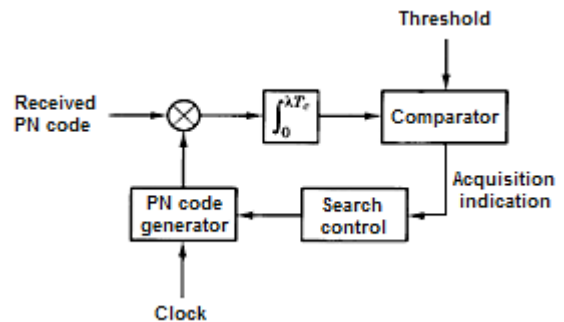 Threshold
Received
PN code
∫₀^λTc
Comparator
Acquisition
indication
PN code
generator
Search
control
Clock